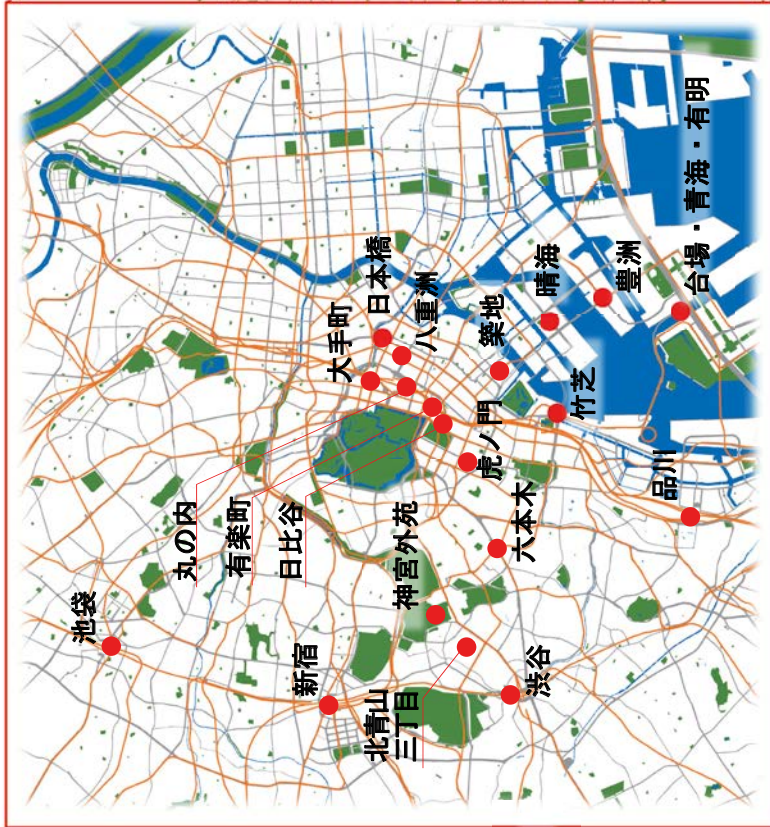 池袋
新宿
丸の内
有楽町
日比谷
大手町
日本橋
八重洲
神宮外苑
北青山
三丁目
渋谷
六本木
虎ノ門
築地
晴海
豊洲
竹芝
品川
台場・青海・有明